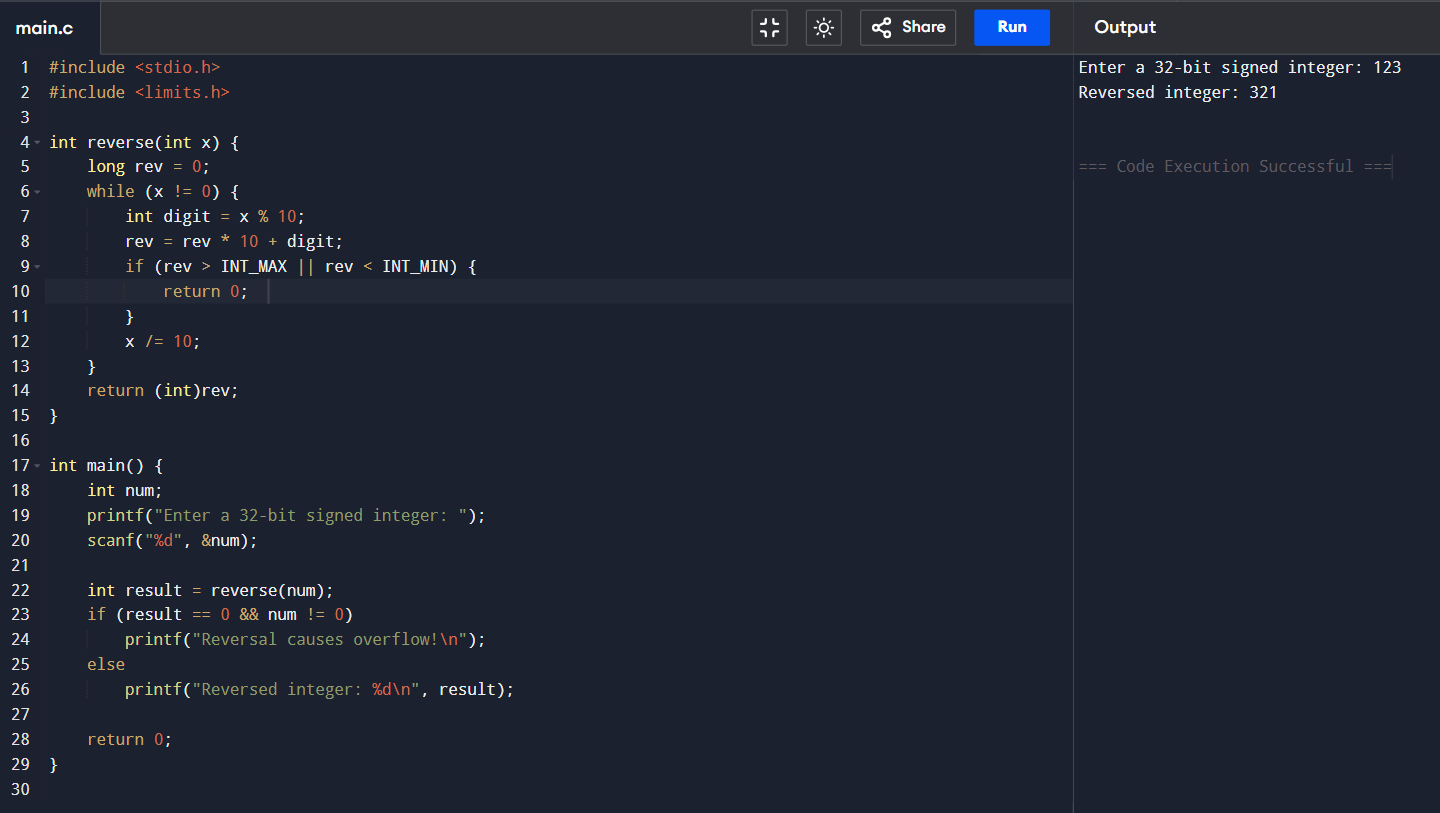 main.c Share Run Output
1 #include <stdio.h>
2 #include <limits.h>
3
4 int reverse(int x) {
5     long rev = 0;
6     while (x != 0) {
7         int digit = x % 10;
8         rev = rev * 10 + digit;
9         if (rev > INT_MAX || rev < INT_MIN) {
10             return 0;
11         }
12         x /= 10;
13     }
14     return (int)rev;
15 }
16
17 int main() {
18     int num;
19     printf("Enter a 32-bit signed integer: ");
20     scanf("%d", &num);
21
22     int result = reverse(num);
23     if (result == 0 && num != 0)
24         printf("Reversal causes overflow!\n");
25     else
26         printf("Reversed integer: %d\n", result);
27
28     return 0;
29 }
30
Enter a 32-bit signed integer: 123
Reversed integer: 321
=== Code Execution Successful ===